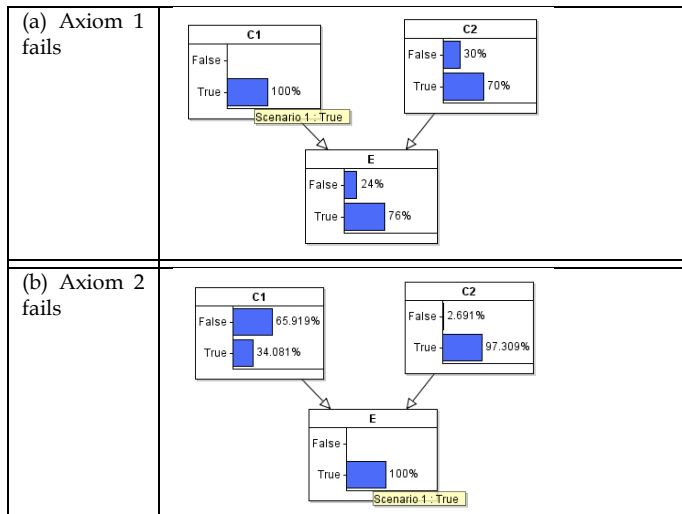 (a) Axiom 1
fails
C1
False
True
100%
Scenario 1 : True
C2
False
30%
True
70%
E
False
24%
True
76%
(b) Axiom 2
fails
C1
False
65.919%
True
34.081%
C2
False
2.691%
True
97.309%
E
False
True
100%
Scenario 1 : True